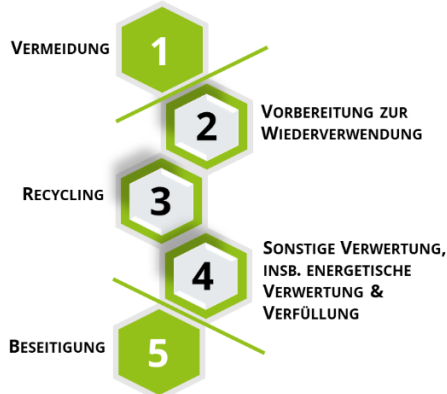 VERMEIDUNG
1
2
VORBEREITUNG ZUR
WIEDERVERWENDUNG
RECYCLING
3
4
SONSTIGE VERWERTUNG,
INSB. ENERGETISCHE
VERWERTUNG &
VERFÜLLUNG
BESEITIGUNG
5